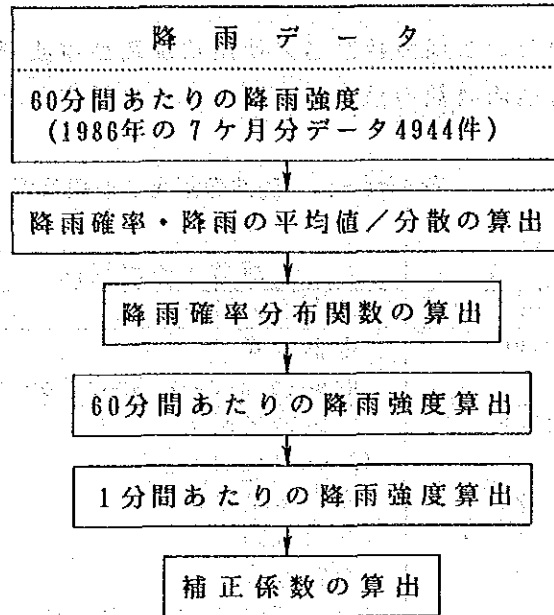 降雨データ
60分間あたりの降雨強度
(1986年の7ケ月分データ4944件)
降雨確率・降雨の平均値/分散の算出
降雨確率分布関数の算出
60分間あたりの降雨強度算出
1分間あたりの降雨強度算出
補正係数の算出